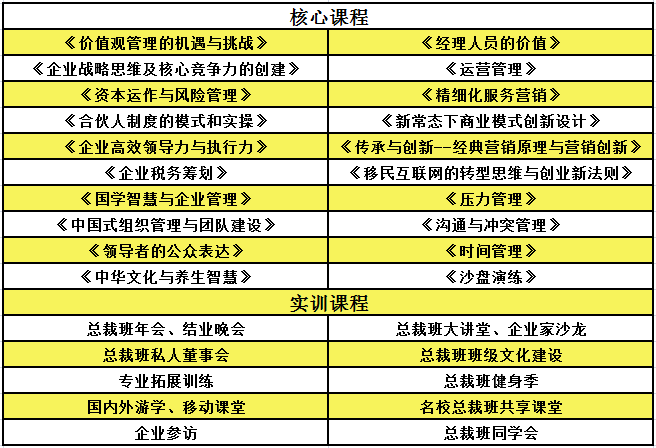 核心课程
《价值观管理的机遇与挑战》 《经理人员的价值》
《企业战略思维及核心竞争力的创建》 《运营管理》
《资本运作与风险管理》 《精细化服务营销》
《合伙人制度的模式和实操》 《新常态下商业模式创新设计》
《企业高效领导力与执行力》 《传承与创新--经典营销原理与营销创新》
《企业税务筹划》 《移民互联网的转型思维与创业新法则》
《国学智慧与企业管理》 《压力管理》
《中国式组织管理与团队建设》 《沟通与冲突管理》
《领导者的公众表达》 《时间管理》
《中华文化与养生智慧》 《沙盘演练》
实训课程
总裁班年会、结业晚会 总裁班大讲堂、企业家沙龙
总裁班私人董事会 总裁班班级文化建设
专业拓展训练 总裁班健身季
国内外游学、移动课堂 名校总裁班共享课堂
企业参访 总裁班同学会